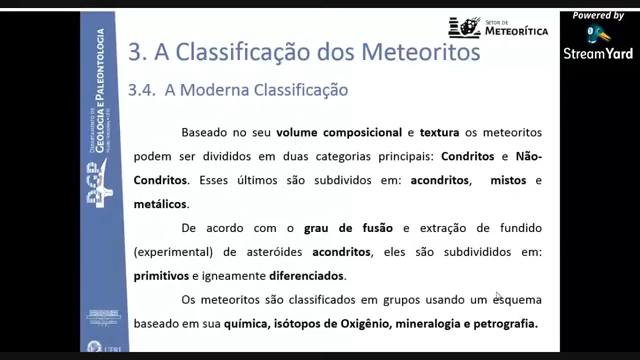 Powered by
StreamYard
SETOR DE
METEORÍTICA
3. A Classificação dos Meteoritos
3.4. A Moderna Classificação
DEPARTAMENTO DE
GEOLOGIA E PALEONTOLOGIA
DGP
Baseado no seu volume composicional e textura os meteoritos
podem ser divididos em duas categorias principais: Condritos e Não-
Condritos. Esses últimos são subdividos em: acondritos, mistos e
metálicos.
De acordo com o grau de fusão e extração de fundido
(experimental) de asteróides acondritos, eles são subdivididos em:
primitivos e igneamente diferenciados.
Os meteoritos são classificados em grupos usando um esquema
baseado em sua química, isótopos de Oxigênio, mineralogia e petrografia.
UFRJ